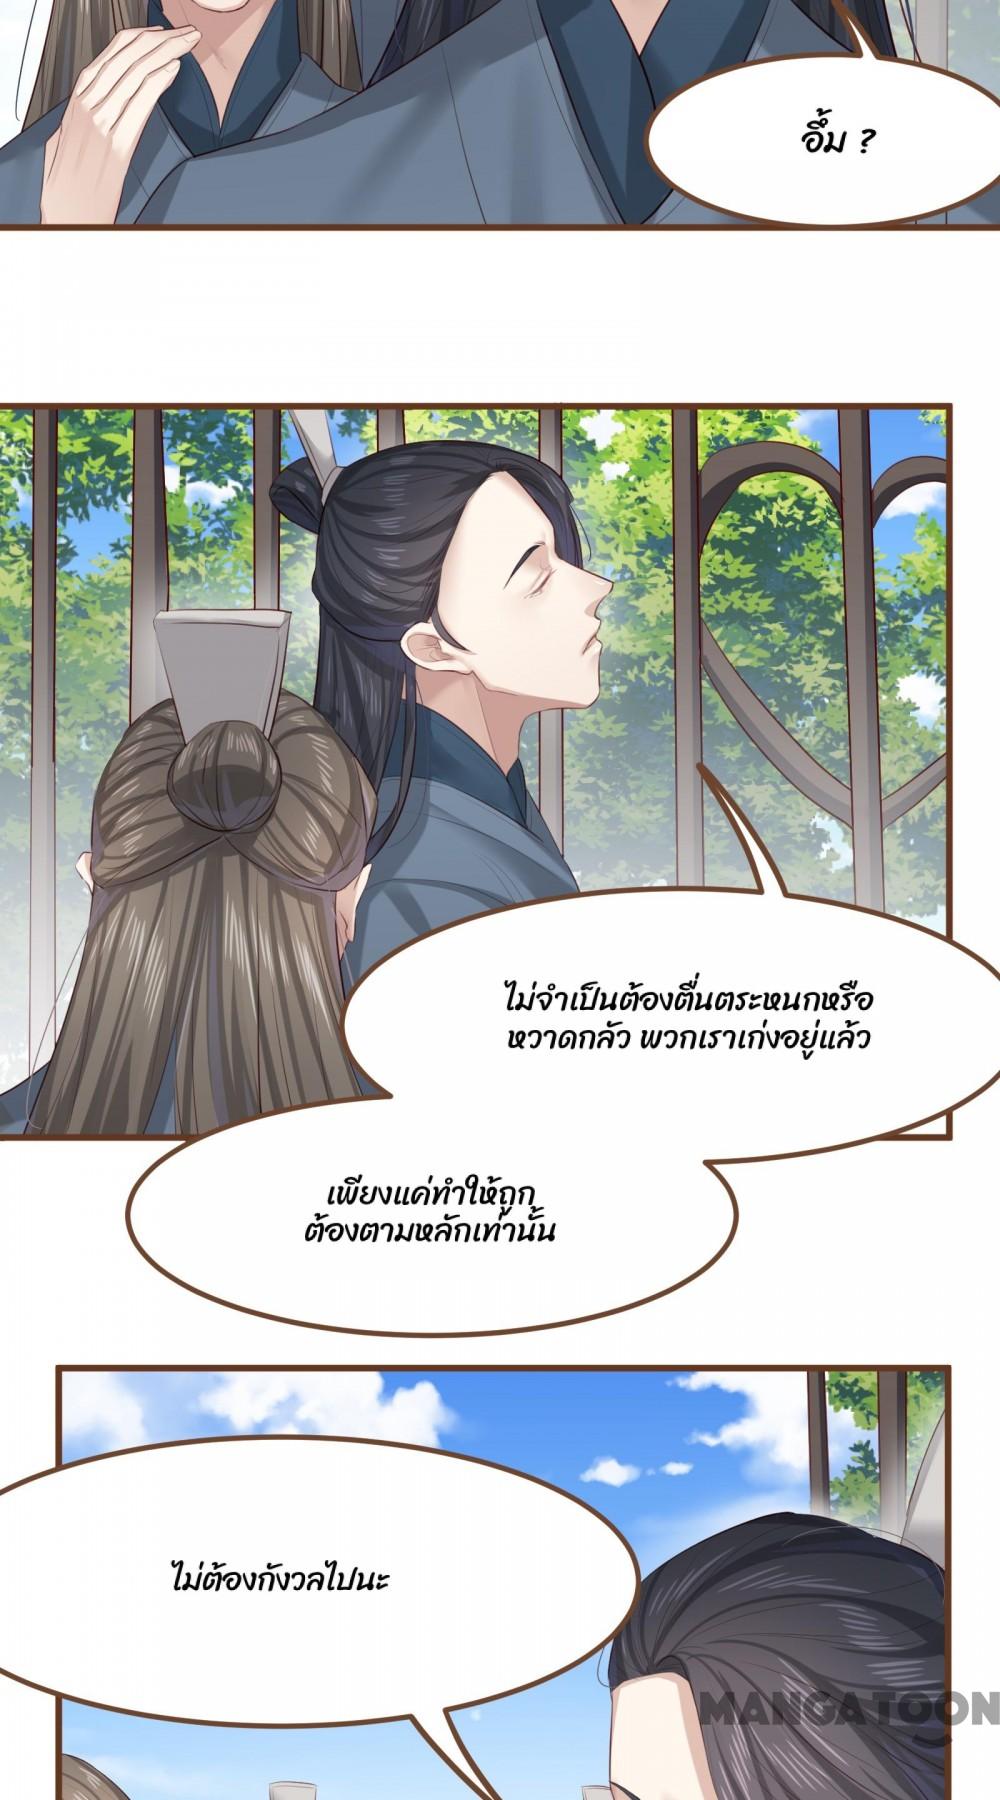 อึ้ม ?
ไม่จำเป็นต้องตื่นตระหนกหรือ
หวาดกลัว พวกเราเก่งอยู่แล้ว
เพียงแค่ทำให้ถูก
ต้องตามหลักเท่านั้น
ไม่ต้องกังวลไปนะ
MANGATOON